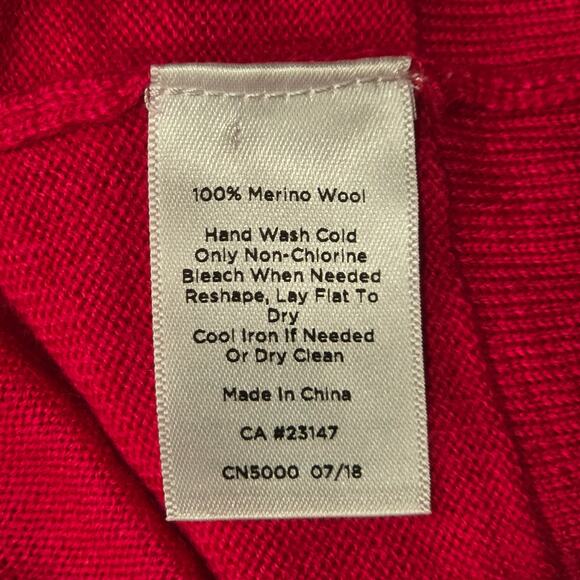 100% Merino Wool
Hand Wash Cold
Only Non-Chlorine
Bleach When Needed
Reshape, Lay Flat To
Dry
Cool Iron If Needed
Or Dry Clean
Made In China
CA #23147
CN5000 07/18